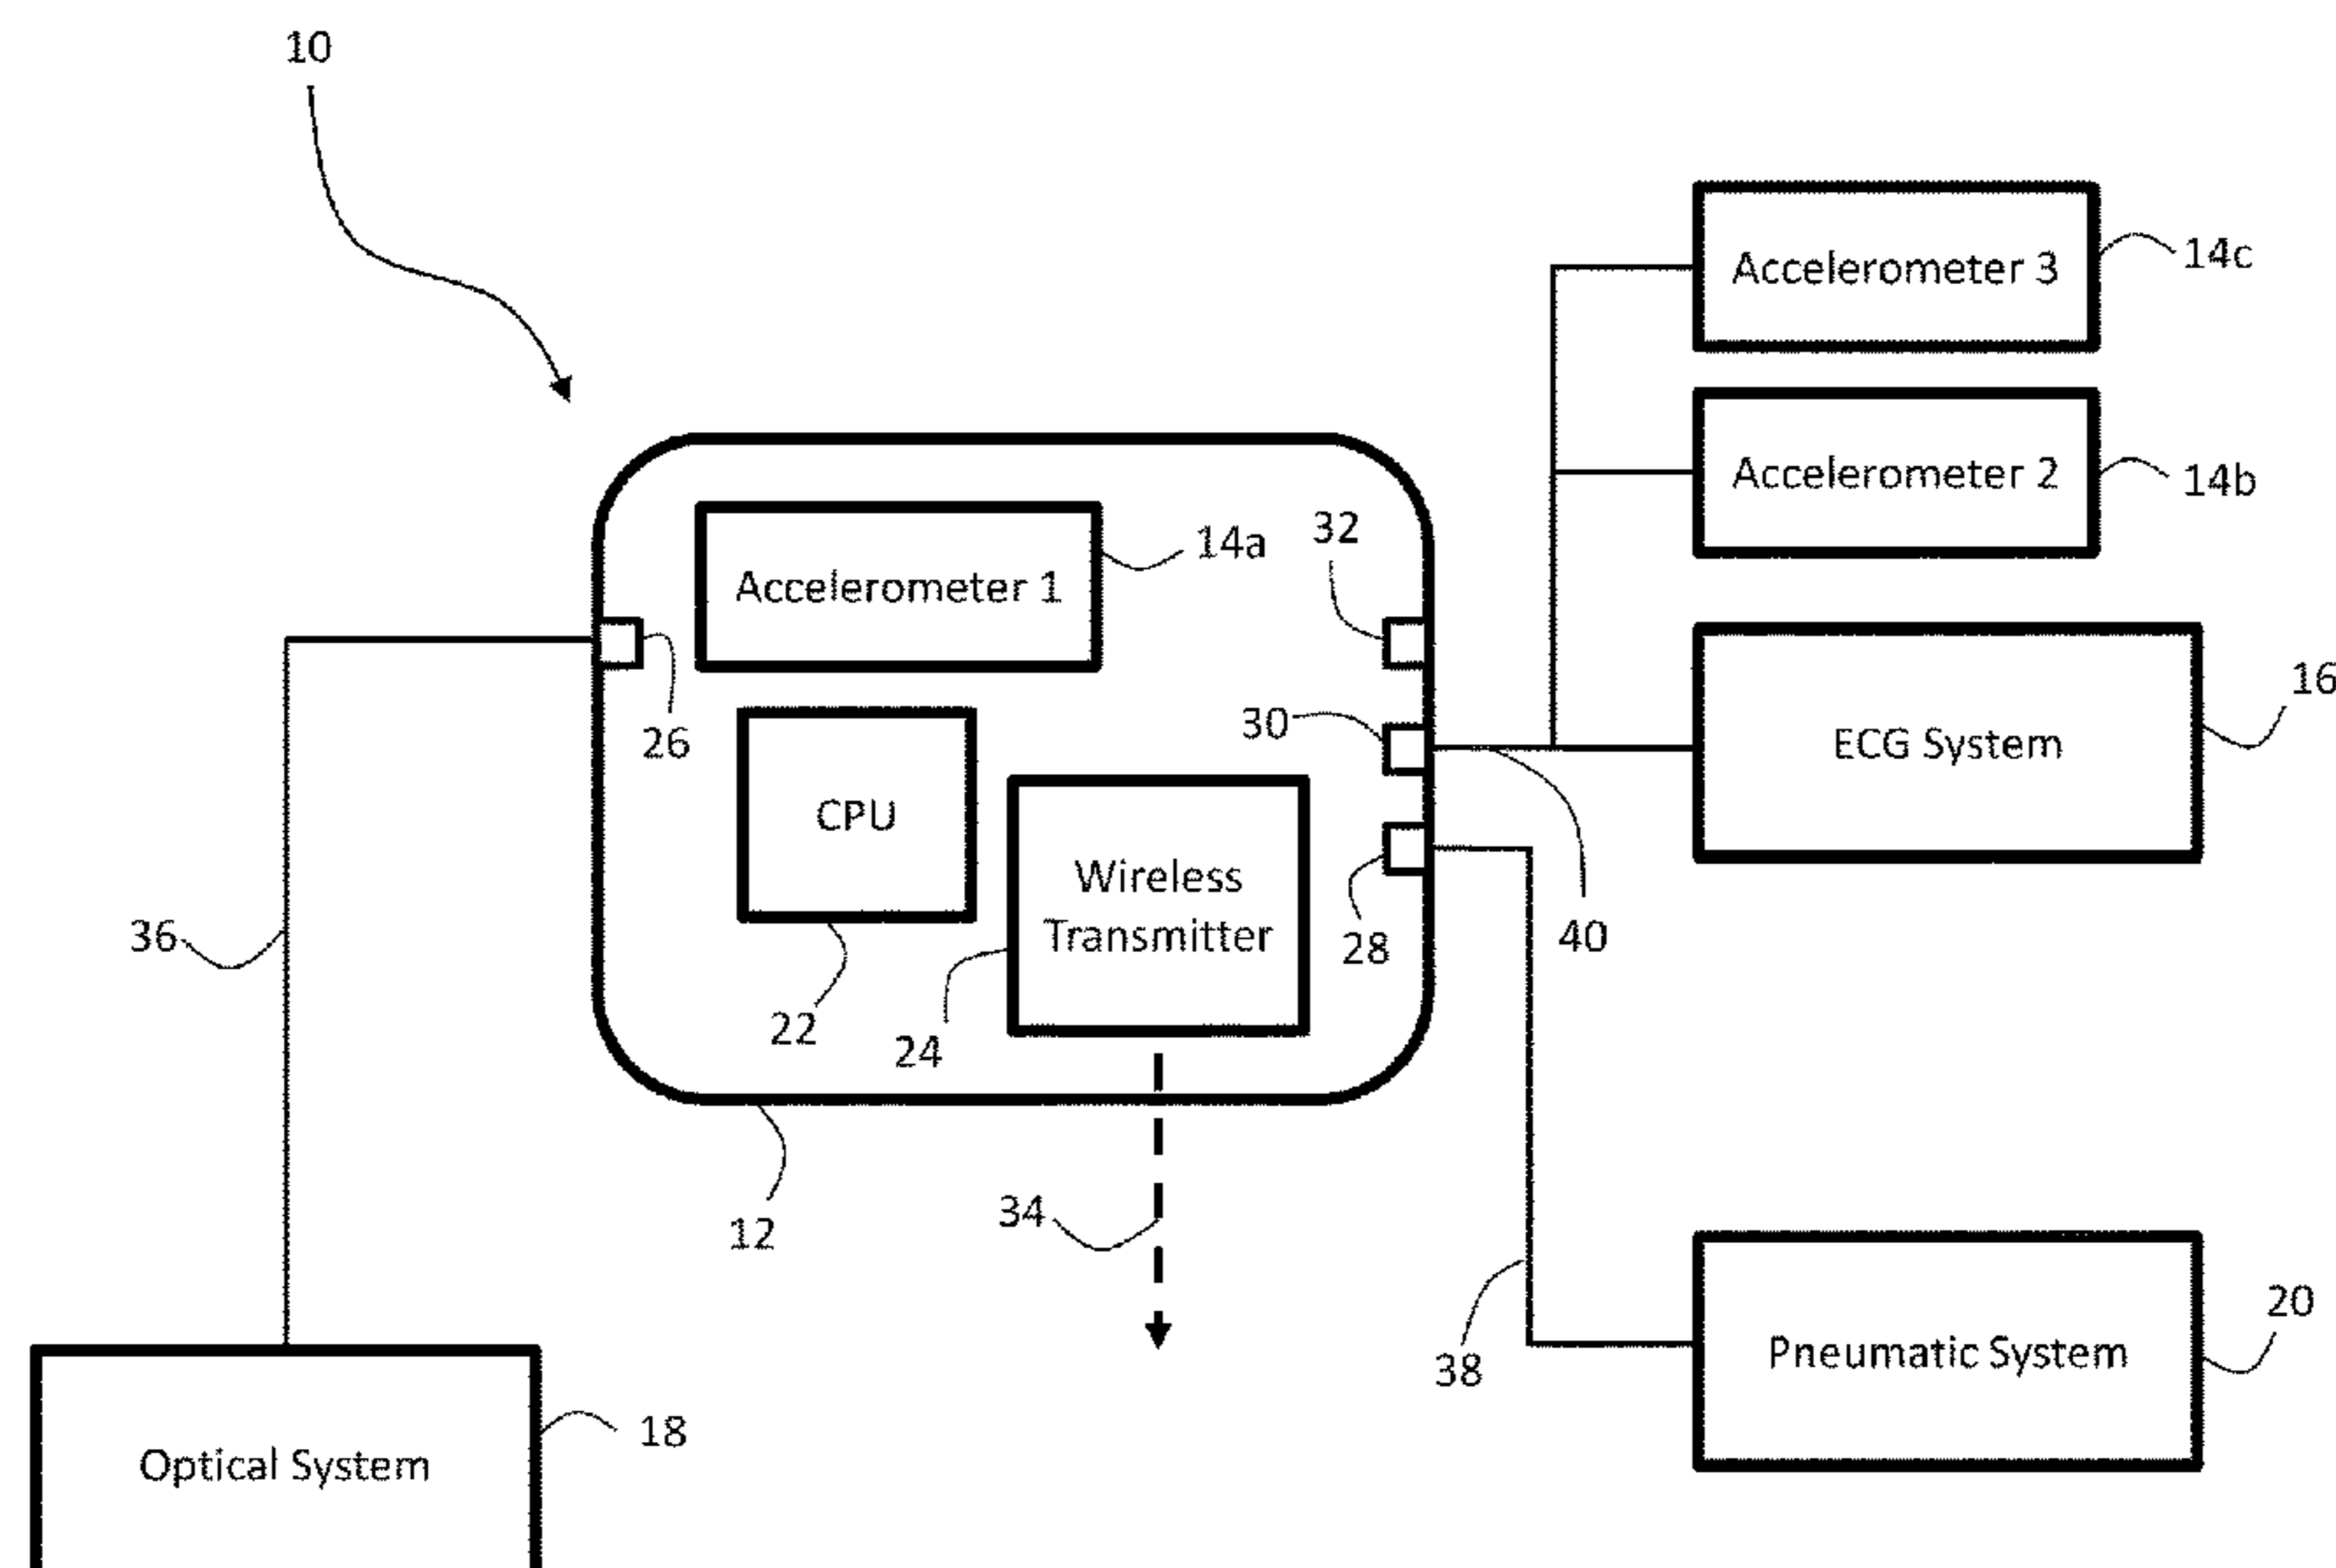 10
Accelerometer 3
14c
Accelerometer 2
14b
32
14a
Accelerometer 1
16
30
26
ECG System
CPU
Wireless
Transmitter
36
28
40
22
24
34
12
20
Pneumatic System
38
18
Optical System